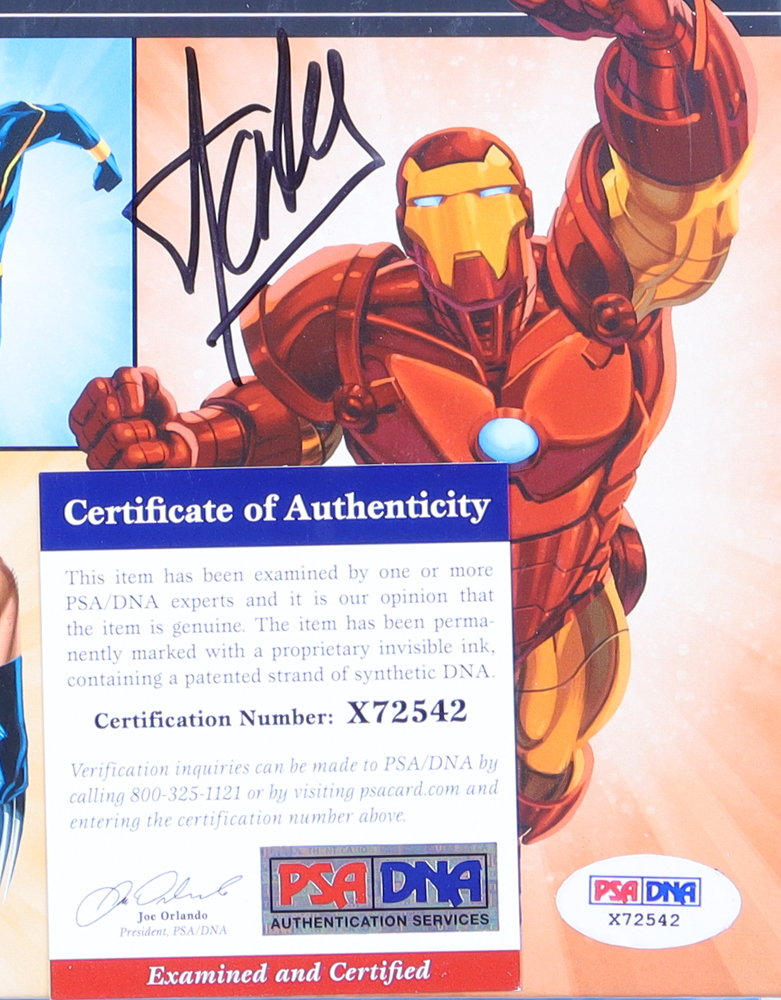 Stan Lee
Certificate of Authenticity
This item has been examined by one or more
PSA/DNA experts and it is our opinion that
the item is genuine. The item has been perma-
nently marked with a proprietary invisible ink,
containing a patented strand of synthetic DNA.
Certification Number: X72542
Verification inquiries can be made to PSA/DNA by
calling 800-325-1121 or by visiting psacard.com and
entering the certification number above.
Joe Orlando
President, PSA/DNA
PSA DNA
AUTHENTICATION SERVICES
Examined and Certified
PSA DNA
X72542